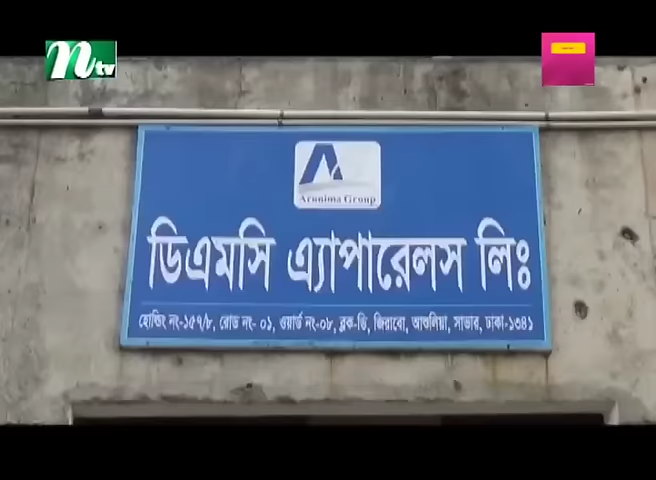 ntv
Arunima Group
ডিএমসি এ্যাপারেলস লিঃ
হোল্ডিং নং-১৫৭/৮, রোড নং- ০১, ওয়ার্ড নং-০৮, ব্লক-ডি, জিরাবো, আশুলিয়া, সাভার, ঢাকা-১৩৪১